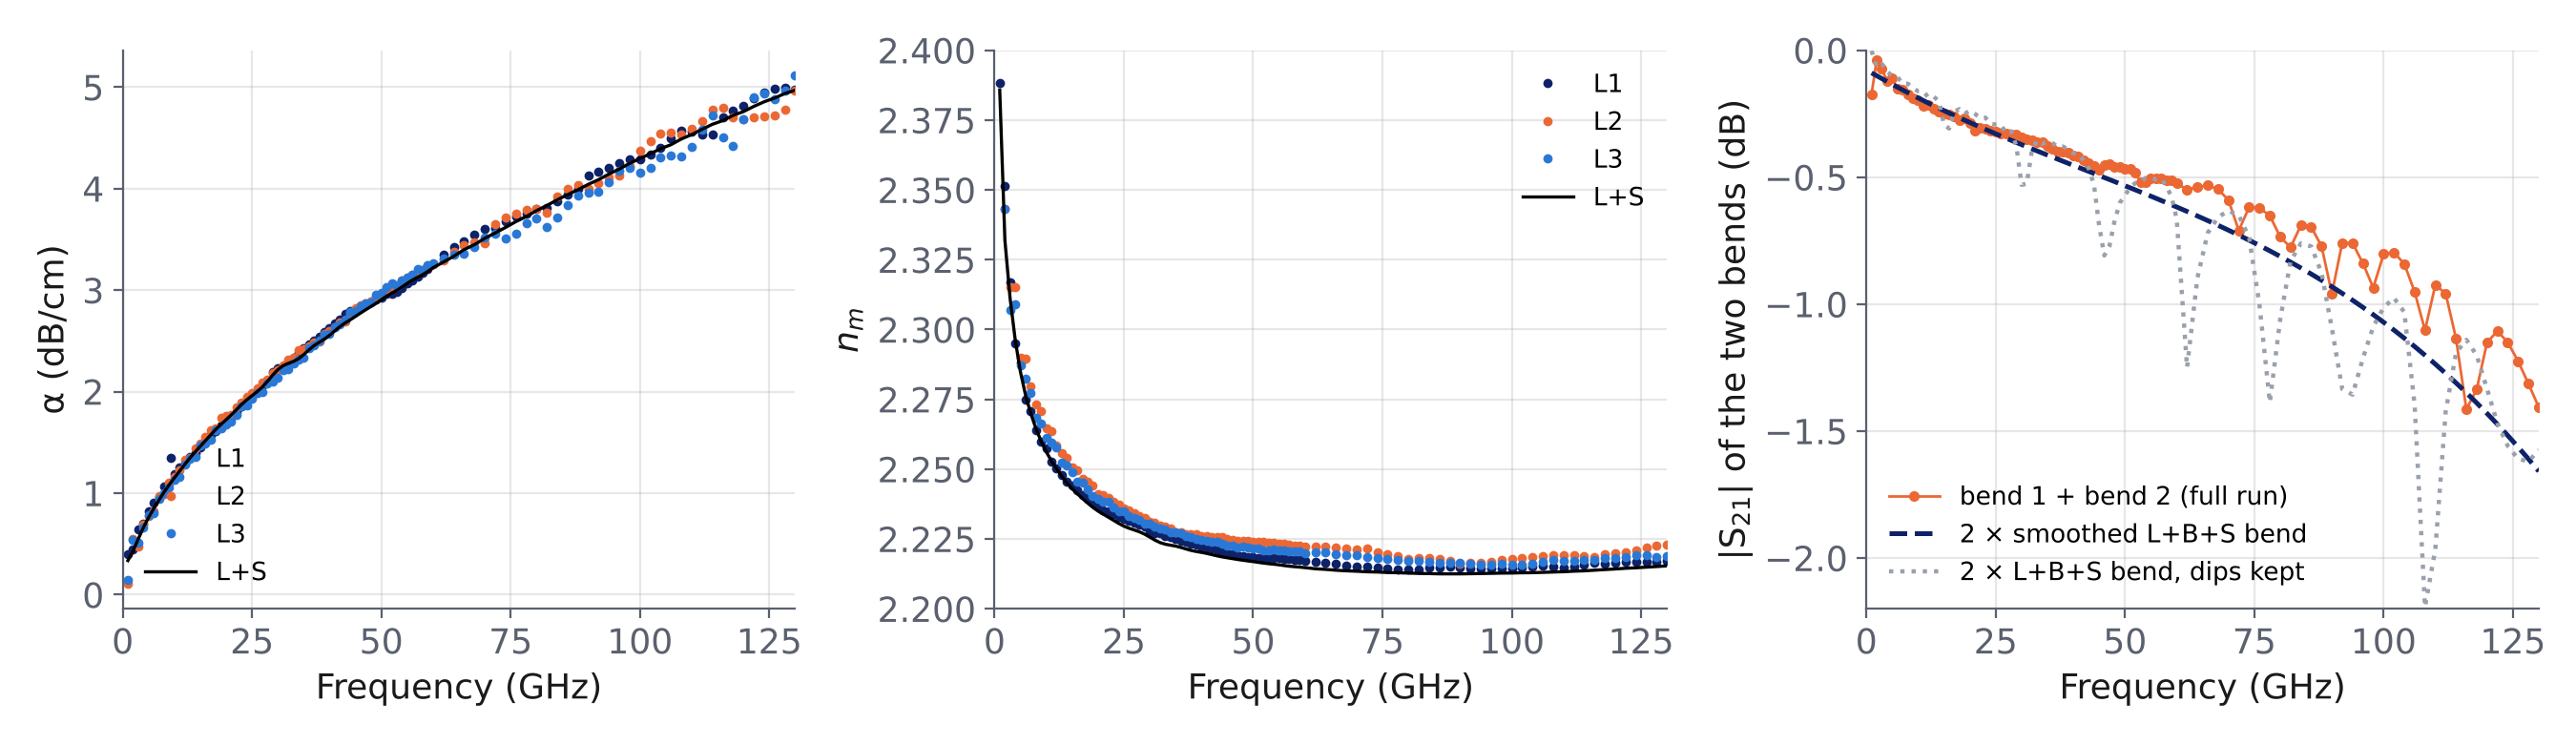 α (dB/cm)
5
4
3
2
1
0
L1
L2
L3
L+S
0 25 50 75 100 125
Frequency (GHz)
n_m
2.400
2.375
2.350
2.325
2.300
2.275
2.250
2.225
2.200
L1
L2
L3
L+S
0 25 50 75 100 125
Frequency (GHz)
|S₂₁| of the two bends (dB)
0.0
−0.5
−1.0
−1.5
−2.0
bend 1 + bend 2 (full run)
2 × smoothed L+B+S bend
2 × L+B+S bend, dips kept
0 25 50 75 100 125
Frequency (GHz)